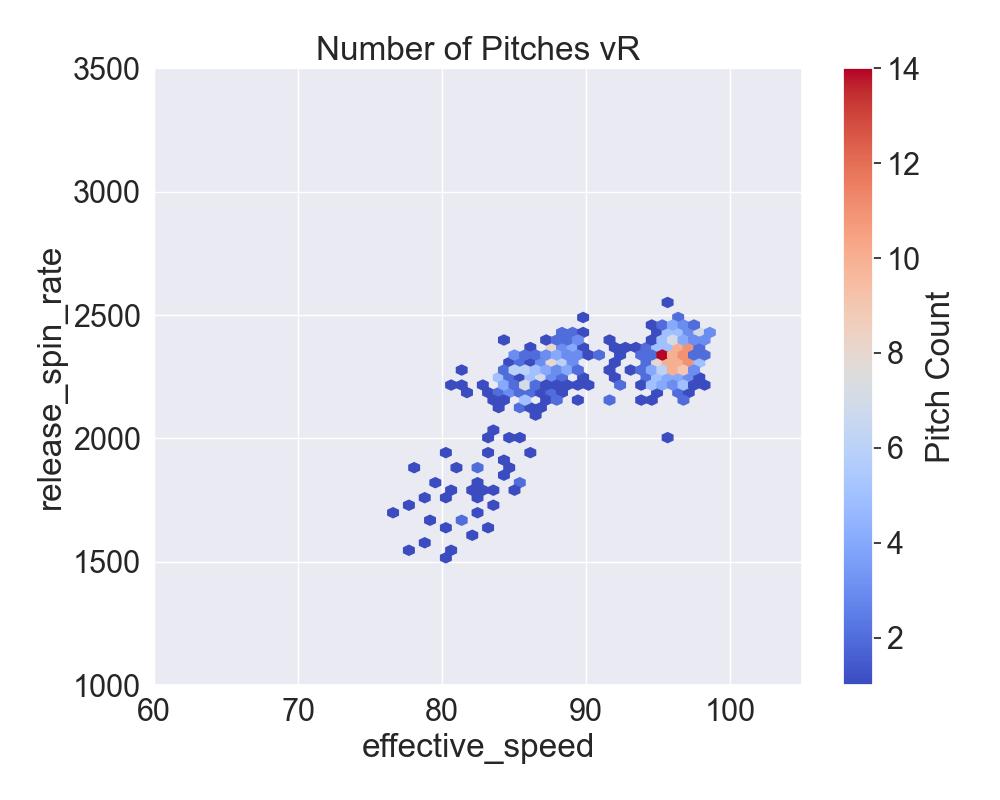 Number of Pitches vR
3500
3000
2500
2000
1500
1000
release_spin_rate
60 70 80 90 100
effective_speed
14
12
10
8
6
4
2
Pitch Count